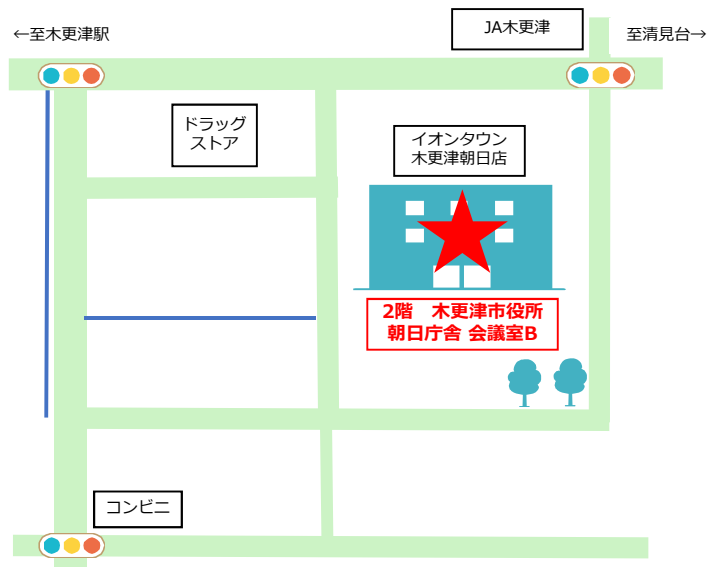 JA木更津
←至木更津駅
至清見台→
ドラッグ
ストア
イオンタウン
木更津朝日店
2階　木更津市役所
朝日庁舎 会議室B
コンビニ